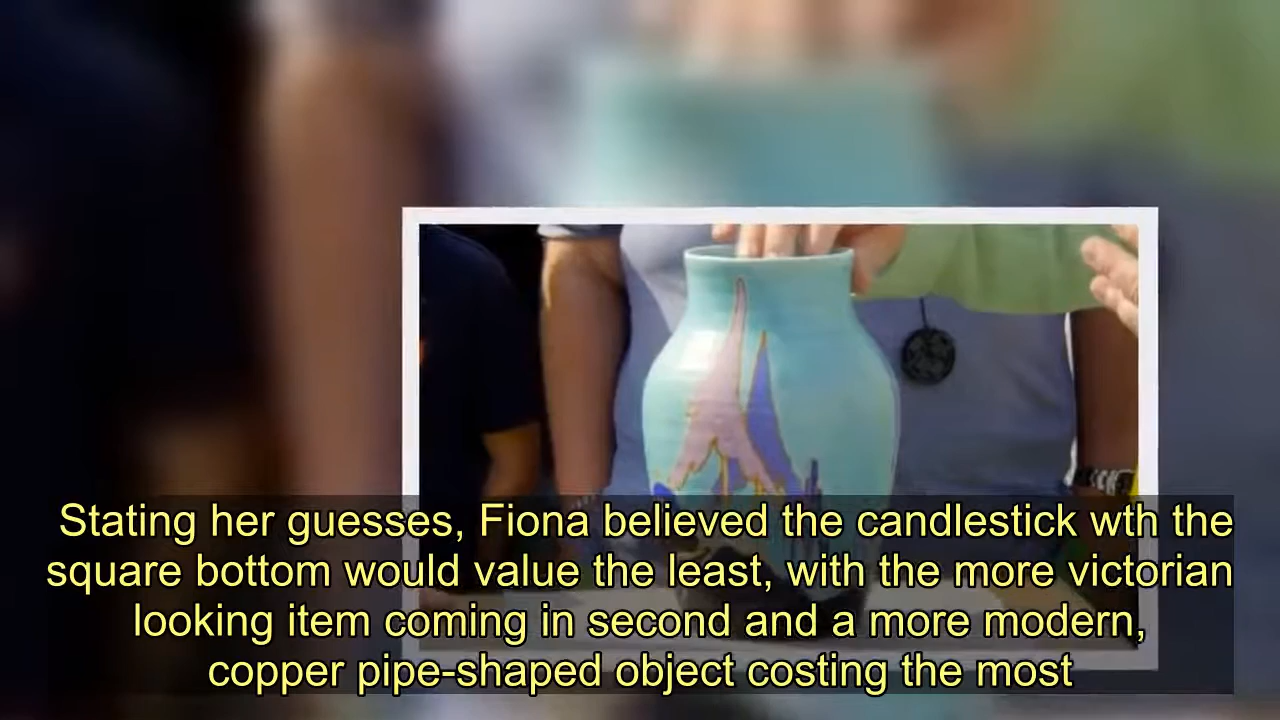 Stating her guesses, Fiona believed the candlestick wth the
square bottom would value the least, with the more victorian
looking item coming in second and a more modern,
copper pipe-shaped object costing the most